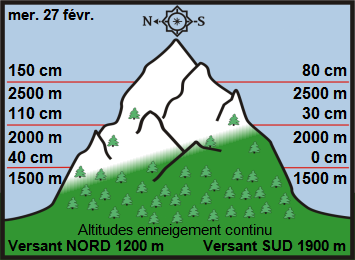 mer. 27 févr.
N S
150 cm 80 cm
2500 m 2500 m
110 cm 30 cm
2000 m 2000 m
40 cm 0 cm
1500 m 1500 m
Altitudes enneigement continu
Versant NORD 1200 m Versant SUD 1900 m